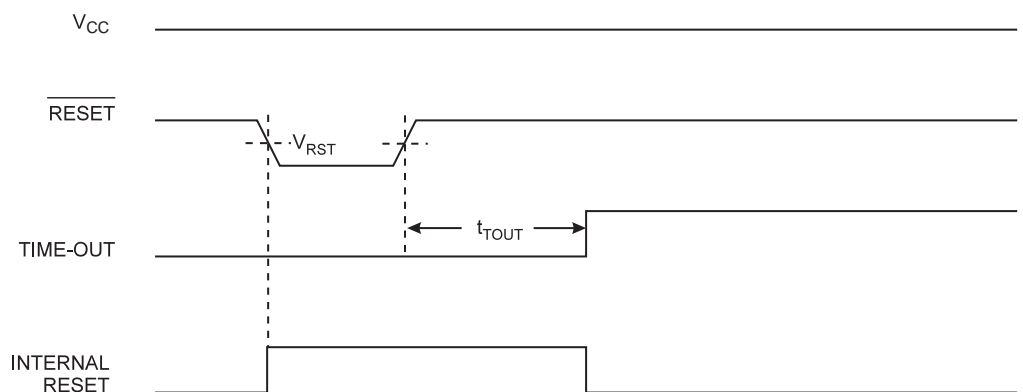 VCC
RESET
VRST
tTOUT
TIME-OUT
INTERNAL
RESET